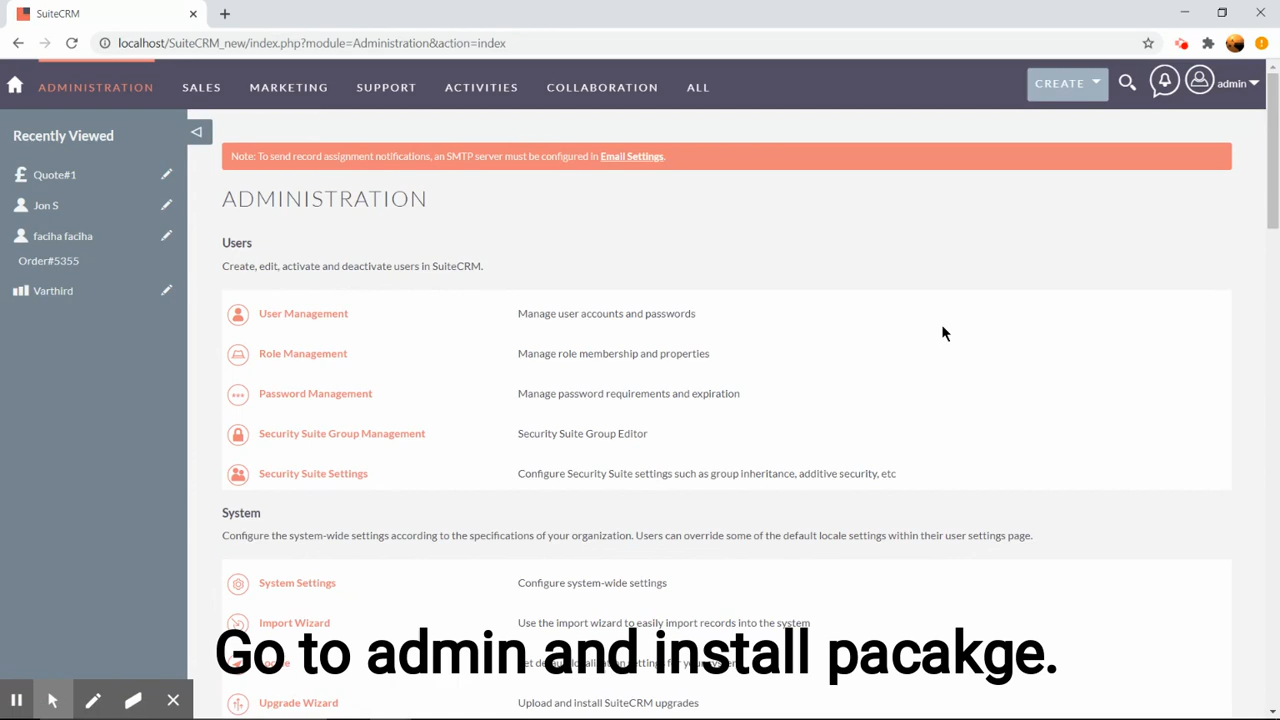 SuiteCRM
localhost/SuiteCRM_new/index.php?module=Administration&action=index
ADMINISTRATION SALES MARKETING SUPPORT ACTIVITIES COLLABORATION ALL CREATE admin
Recently Viewed
Quote#1
Jon S
faciha faciha
Order#5355
Varthird
Note: To send record assignment notifications, an SMTP server must be configured in Email Settings.
ADMINISTRATION
Users
Create, edit, activate and deactivate users in SuiteCRM.
User Management Manage user accounts and passwords
Role Management Manage role membership and properties
Password Management Manage password requirements and expiration
Security Suite Group Management Security Suite Group Editor
Security Suite Settings Configure Security Suite settings such as group inheritance, additive security, etc
System
Configure the system-wide settings according to the specifications of your organization. Users can override some of the default locale settings within their user settings page.
System Settings Configure system-wide settings
Import Wizard Use the import wizard to easily import records into the system
Go to admin and install pacakge.
Upgrade Wizard Upload and install SuiteCRM upgrades